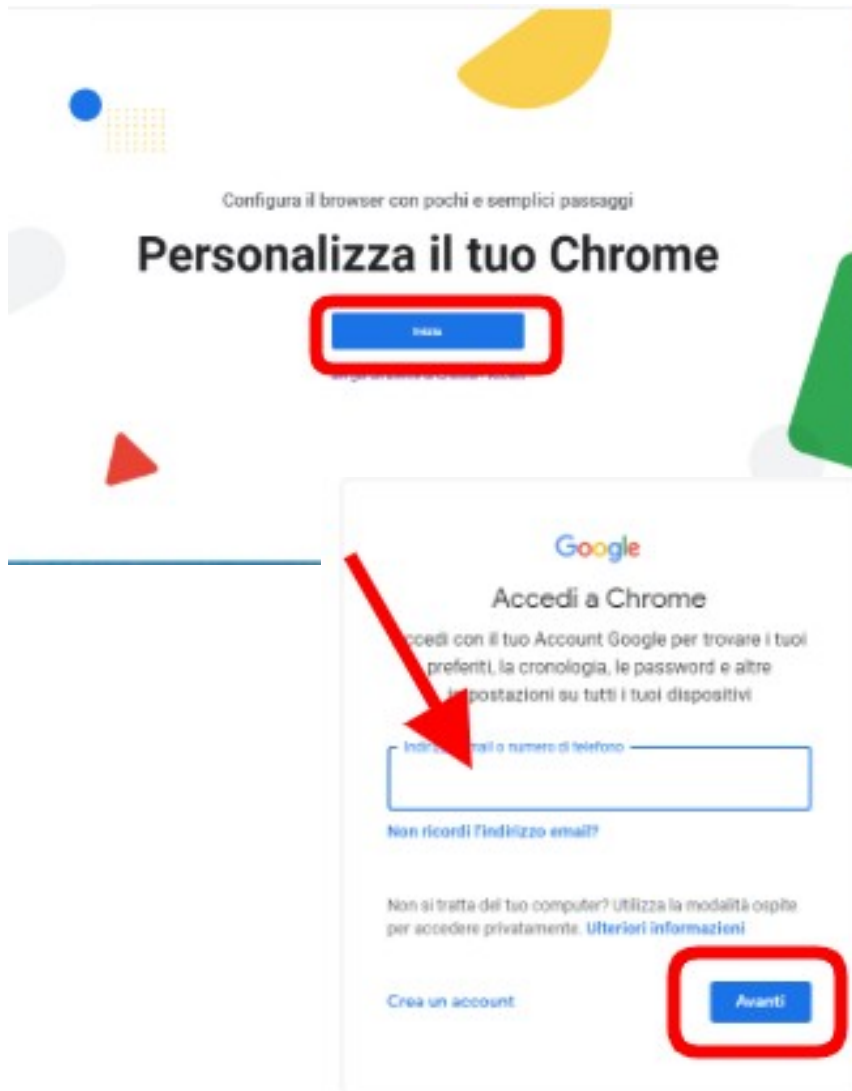 Configura il browser con pochi e semplici passaggi
Personalizza il tuo Chrome
Inizia
Google
Accedi a Chrome
ccedi con il tuo Account Google per trovare i tuoi
preferiti, la cronologia, le password e altre
postazioni su tutti i tuoi dispositivi
mail o numero di telefono
Non ricordi l'indirizzo email?
Non si tratta del tuo computer? Utilizza la modalità ospite
per accedere privatamente. Ulteriori informazioni
Crea un account
Avanti